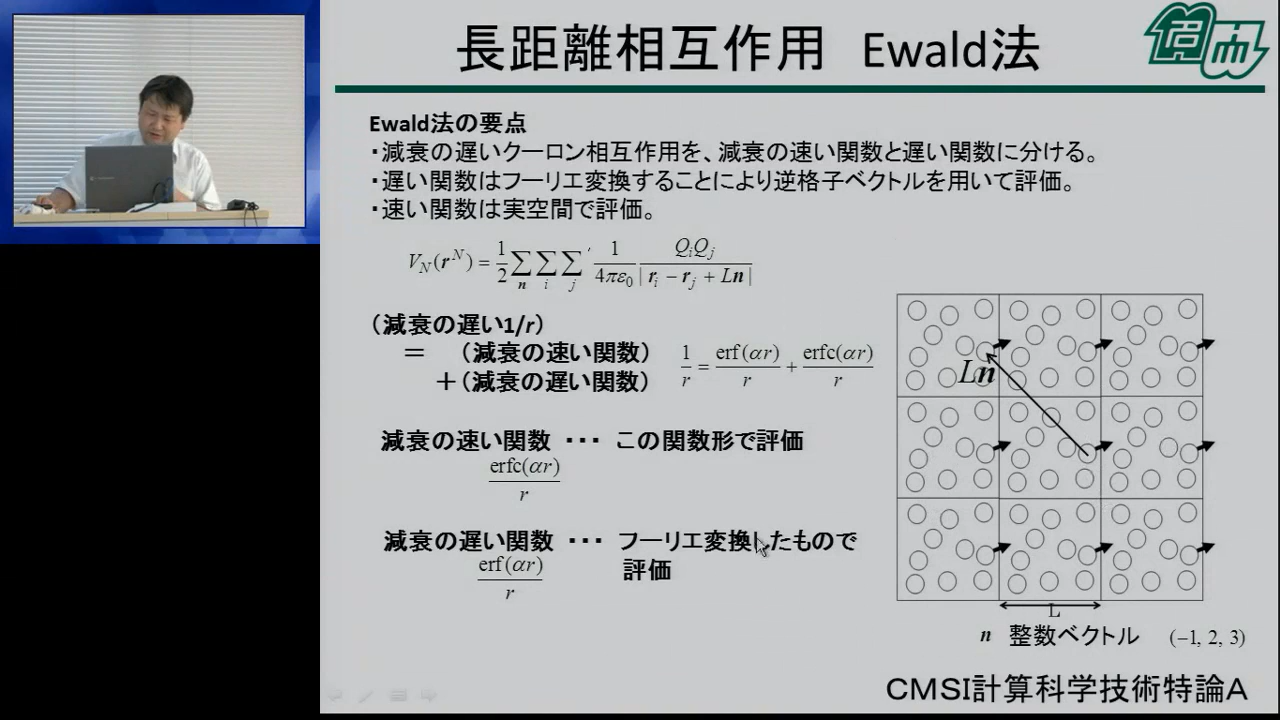 長距離相互作用　Ewald法
Ewald法の要点
・減衰の遅いクーロン相互作用を、減衰の速い関数と遅い関数に分ける。
・遅い関数はフーリエ変換することにより逆格子ベクトルを用いて評価。
・速い関数は実空間で評価。
V_N(r^N) = 1/2 ∑_n ∑_i ∑_j ′ 1/(4πε_0) Q_iQ_j / |r_i − r_j + Ln|
（減衰の遅い1/r）
＝　（減衰の速い関数）
＋（減衰の遅い関数）
1/r = erf(αr)/r + erfc(αr)/r
減衰の速い関数 ・・・ この関数形で評価
erfc(αr)/r
減衰の遅い関数 ・・・ フーリエ変換したもので
評価
erf(αr)/r
Ln
L
n 整数ベクトル (−1, 2, 3)
CMSI計算科学技術特論A